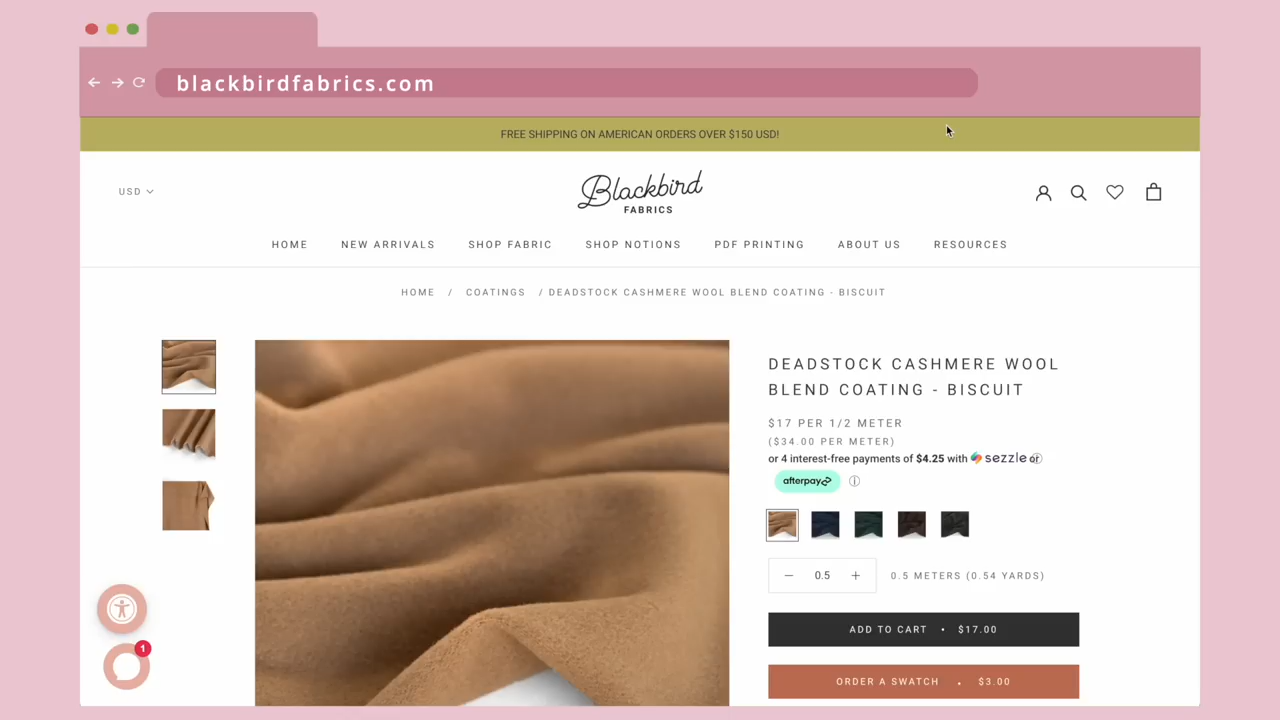 blackbirdfabrics.com
FREE SHIPPING ON AMERICAN ORDERS OVER $150 USD!
USD
Blackbird
FABRICS
HOME NEW ARRIVALS SHOP FABRIC SHOP NOTIONS PDF PRINTING ABOUT US RESOURCES
HOME / COATINGS / DEADSTOCK CASHMERE WOOL BLEND COATING - BISCUIT
DEADSTOCK CASHMERE WOOL
BLEND COATING - BISCUIT
$17 PER 1/2 METER
($34.00 PER METER)
or 4 interest-free payments of $4.25 with sezzle or
afterpay
0.5 0.5 METERS (0.54 YARDS)
ADD TO CART • $17.00
ORDER A SWATCH • $3.00
1